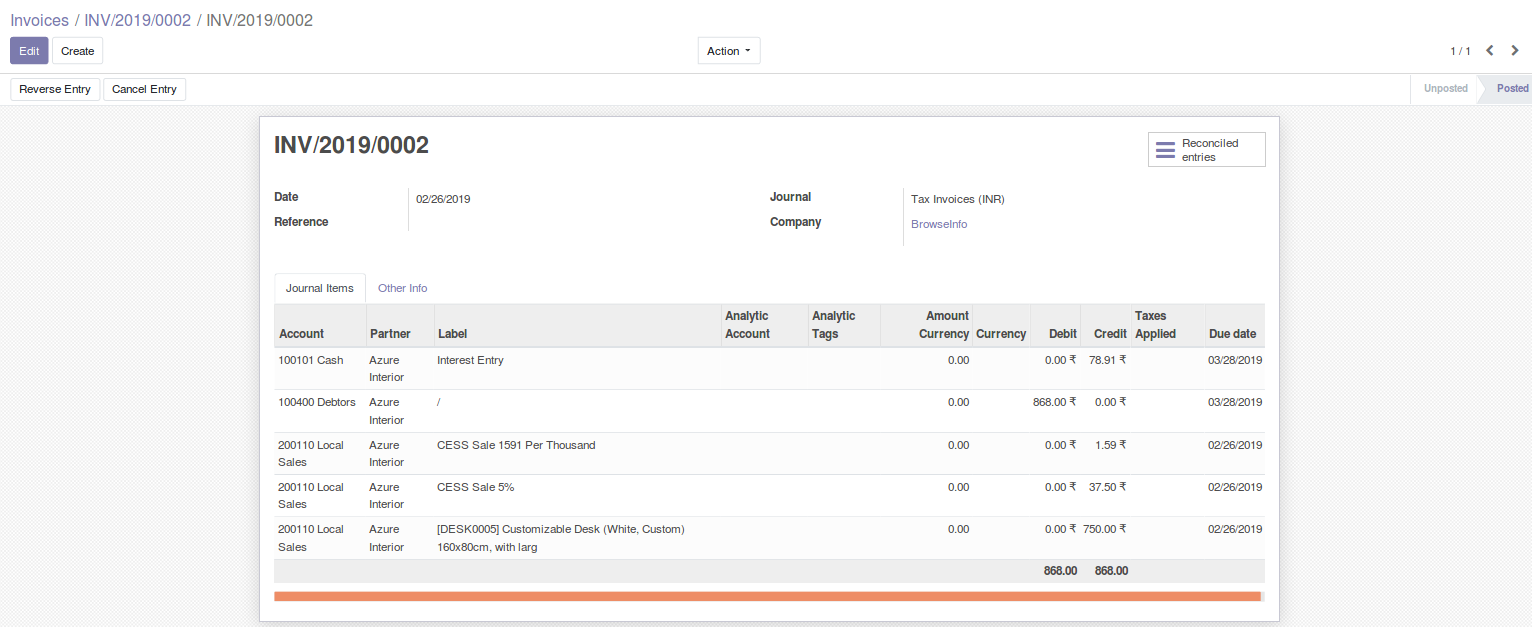 Invoices / INV/2019/0002 / INV/2019/0002
Edit Create Action 1 / 1
Reverse Entry Cancel Entry Unposted Posted
INV/2019/0002
Reconciled
entries
Date 02/26/2019 Journal Tax Invoices (INR)
Reference Company BrowseInfo
Journal Items Other Info
Analytic Analytic Amount Taxes
Account Partner Label Account Tags Currency Currency Debit Credit Applied Due date
100101 Cash Azure Interest Entry 0.00 0.00 ₹ 78.91 ₹ 03/28/2019
Interior
100400 Debtors Azure / 0.00 868.00 ₹ 0.00 ₹ 03/28/2019
Interior
200110 Local Azure CESS Sale 1591 Per Thousand 0.00 0.00 ₹ 1.59 ₹ 02/26/2019
Sales Interior
200110 Local Azure CESS Sale 5% 0.00 0.00 ₹ 37.50 ₹ 02/26/2019
Sales Interior
200110 Local Azure [DESK0005] Customizable Desk (White, Custom) 0.00 0.00 ₹ 750.00 ₹ 02/26/2019
Sales Interior 160x80cm, with larg
868.00 868.00